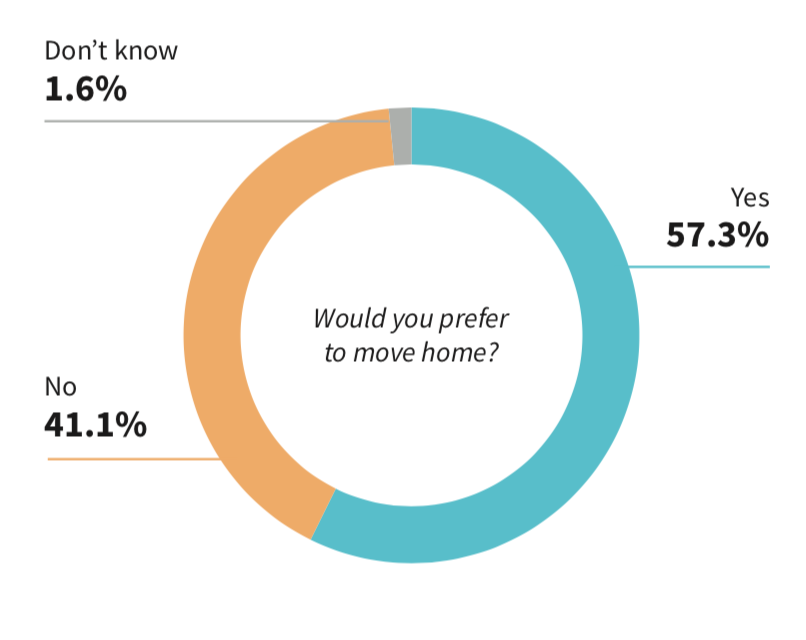 Don’t know
1.6%
Yes
57.3%
Would you prefer
to move home?
No
41.1%